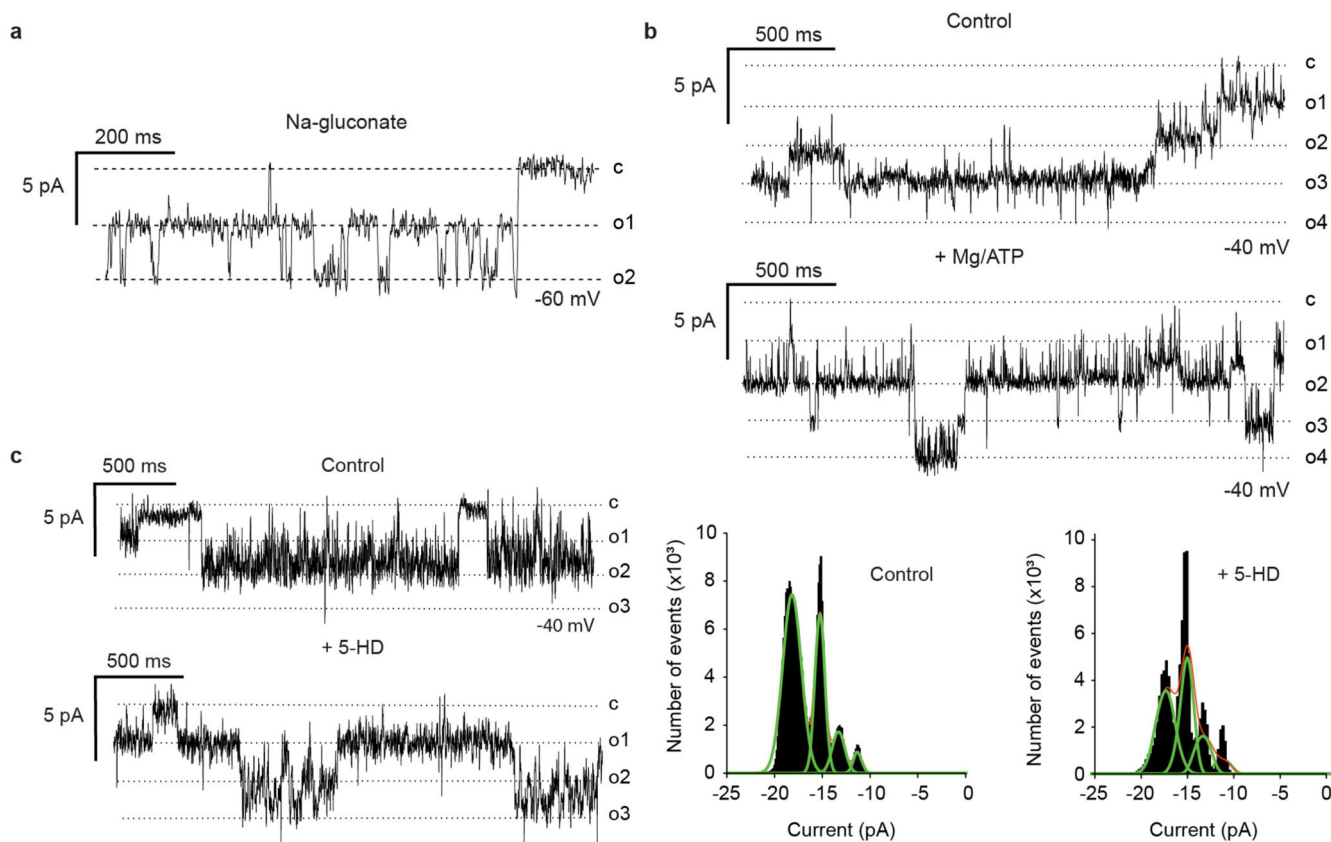 a
Na-gluconate
200 ms
5 pA
c
o1
o2
-60 mV
b
Control
500 ms
5 pA
c
o1
o2
o3
o4
-40 mV
+ Mg/ATP
500 ms
5 pA
c
o1
o2
o3
o4
-40 mV
c
Control
500 ms
5 pA
c
o1
o2
o3
-40 mV
+ 5-HD
500 ms
5 pA
c
o1
o2
o3
Control
Number of events (x10³)
10
8
6
4
2
0
-25 -20 -15 -10 -5 0
Current (pA)
+ 5-HD
Number of events (x10³)
10
8
6
4
2
0
-25 -20 -15 -10 -5 0
Current (pA)